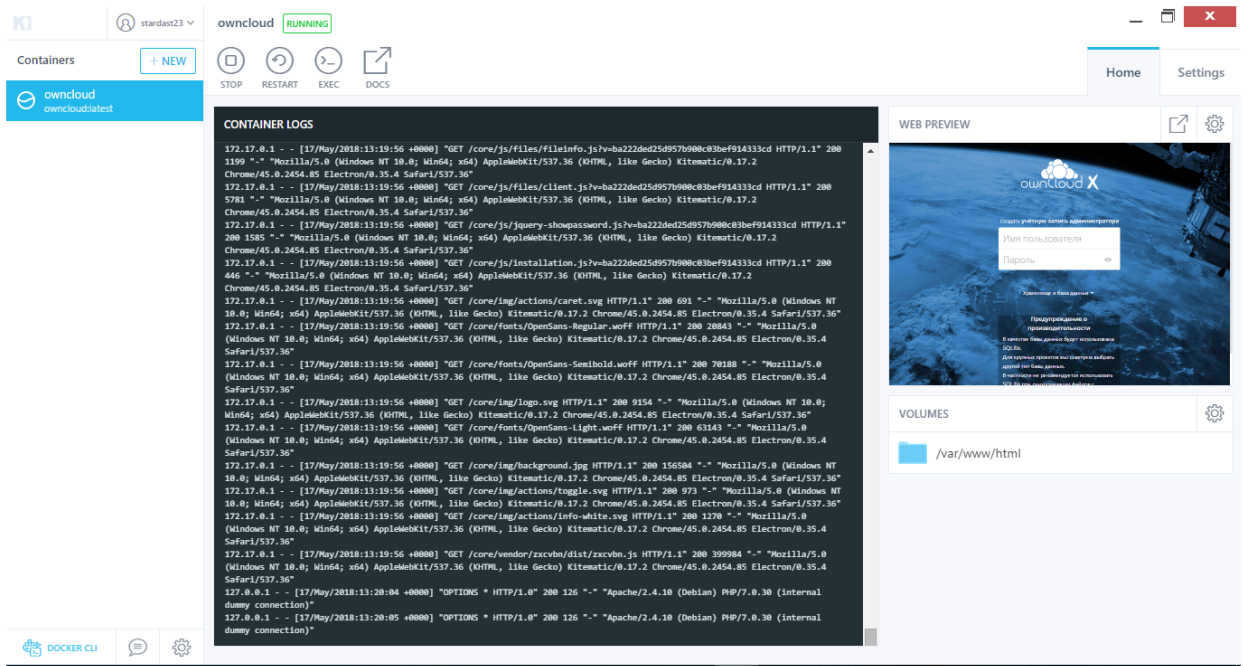 stardast23
owncloud RUNNING
X
Containers
+ NEW
STOP RESTART EXEC DOCS
Home Settings
owncloud
owncloud:latest
CONTAINER LOGS
172.17.0.1 - - [17/May/2018:13:19:56 +0000] "GET /core/js/files/fileinfo.js?v=ba222ded25d957b900c03bef914333cd HTTP/1.1" 200
1199 "-" "Mozilla/5.0 (Windows NT 10.0; Win64; x64) AppleWebKit/537.36 (KHTML, like Gecko) Kitematic/0.17.2
Chrome/45.0.2454.85 Electron/0.35.4 Safari/537.36"
172.17.0.1 - - [17/May/2018:13:19:56 +0000] "GET /core/js/files/client.js?v=ba222ded25d957b900c03bef914333cd HTTP/1.1" 200
5781 "-" "Mozilla/5.0 (Windows NT 10.0; Win64; x64) AppleWebKit/537.36 (KHTML, like Gecko) Kitematic/0.17.2
Chrome/45.0.2454.85 Electron/0.35.4 Safari/537.36"
172.17.0.1 - - [17/May/2018:13:19:56 +0000] "GET /core/js/jquery-showpassword.js?v=ba222ded25d957b900c03bef914333cd HTTP/1.1"
200 1585 "-" "Mozilla/5.0 (Windows NT 10.0; Win64; x64) AppleWebKit/537.36 (KHTML, like Gecko) Kitematic/0.17.2
Chrome/45.0.2454.85 Electron/0.35.4 Safari/537.36"
172.17.0.1 - - [17/May/2018:13:19:56 +0000] "GET /core/js/installation.js?v=ba222ded25d957b900c03bef914333cd HTTP/1.1" 200
446 "-" "Mozilla/5.0 (Windows NT 10.0; Win64; x64) AppleWebKit/537.36 (KHTML, like Gecko) Kitematic/0.17.2
Chrome/45.0.2454.85 Electron/0.35.4 Safari/537.36"
172.17.0.1 - - [17/May/2018:13:19:56 +0000] "GET /core/img/actions/caret.svg HTTP/1.1" 200 691 "-" "Mozilla/5.0 (Windows NT
10.0; Win64; x64) AppleWebKit/537.36 (KHTML, like Gecko) Kitematic/0.17.2 Chrome/45.0.2454.85 Electron/0.35.4 Safari/537.36"
172.17.0.1 - - [17/May/2018:13:19:56 +0000] "GET /core/fonts/OpenSans-Regular.woff HTTP/1.1" 200 20843 "-" "Mozilla/5.0
(Windows NT 10.0; Win64; x64) AppleWebKit/537.36 (KHTML, like Gecko) Kitematic/0.17.2 Chrome/45.0.2454.85 Electron/0.35.4
Safari/537.36"
172.17.0.1 - - [17/May/2018:13:19:56 +0000] "GET /core/fonts/OpenSans-Semibold.woff HTTP/1.1" 200 70188 "-" "Mozilla/5.0
(Windows NT 10.0; Win64; x64) AppleWebKit/537.36 (KHTML, like Gecko) Kitematic/0.17.2 Chrome/45.0.2454.85 Electron/0.35.4
Safari/537.36"
172.17.0.1 - - [17/May/2018:13:19:56 +0000] "GET /core/img/logo.svg HTTP/1.1" 200 9154 "-" "Mozilla/5.0 (Windows NT 10.0;
Win64; x64) AppleWebKit/537.36 (KHTML, like Gecko) Kitematic/0.17.2 Chrome/45.0.2454.85 Electron/0.35.4 Safari/537.36"
172.17.0.1 - - [17/May/2018:13:19:56 +0000] "GET /core/fonts/OpenSans-Light.woff HTTP/1.1" 200 63143 "-" "Mozilla/5.0
(Windows NT 10.0; Win64; x64) AppleWebKit/537.36 (KHTML, like Gecko) Kitematic/0.17.2 Chrome/45.0.2454.85 Electron/0.35.4
Safari/537.36"
172.17.0.1 - - [17/May/2018:13:19:56 +0000] "GET /core/img/background.jpg HTTP/1.1" 200 156504 "-" "Mozilla/5.0 (Windows NT
10.0; Win64; x64) AppleWebKit/537.36 (KHTML, like Gecko) Kitematic/0.17.2 Chrome/45.0.2454.85 Electron/0.35.4 Safari/537.36"
172.17.0.1 - - [17/May/2018:13:19:56 +0000] "GET /core/img/actions/toggle.svg HTTP/1.1" 200 973 "-" "Mozilla/5.0 (Windows NT
10.0; Win64; x64) AppleWebKit/537.36 (KHTML, like Gecko) Kitematic/0.17.2 Chrome/45.0.2454.85 Electron/0.35.4 Safari/537.36"
172.17.0.1 - - [17/May/2018:13:19:56 +0000] "GET /core/img/actions/info-white.svg HTTP/1.1" 200 1270 "-" "Mozilla/5.0
(Windows NT 10.0; Win64; x64) AppleWebKit/537.36 (KHTML, like Gecko) Kitematic/0.17.2 Chrome/45.0.2454.85 Electron/0.35.4
Safari/537.36"
172.17.0.1 - - [17/May/2018:13:19:56 +0000] "GET /core/vendor/zxcvbn/dist/zxcvbn.js HTTP/1.1" 200 399984 "-" "Mozilla/5.0
(Windows NT 10.0; Win64; x64) AppleWebKit/537.36 (KHTML, like Gecko) Kitematic/0.17.2 Chrome/45.0.2454.85 Electron/0.35.4
Safari/537.36"
127.0.0.1 - - [17/May/2018:13:20:04 +0000] "OPTIONS * HTTP/1.0" 200 126 "-" "Apache/2.4.10 (Debian) PHP/7.0.30 (internal
dummy connection)"
127.0.0.1 - - [17/May/2018:13:20:05 +0000] "OPTIONS * HTTP/1.0" 200 126 "-" "Apache/2.4.10 (Debian) PHP/7.0.30 (internal
dummy connection)"
WEB PREVIEW
ownCloud X
Создать учётную запись администратора
Имя пользователя
Пароль
Хранилище и база данных
Предупреждение о
производительности
В качестве базы данных будет использована
SQLite.
Для крупных проектов мы советуем выбрать
другой тип базы данных.
В частности не рекомендуется использовать
VOLUMES
/var/www/html
DOCKER CLI